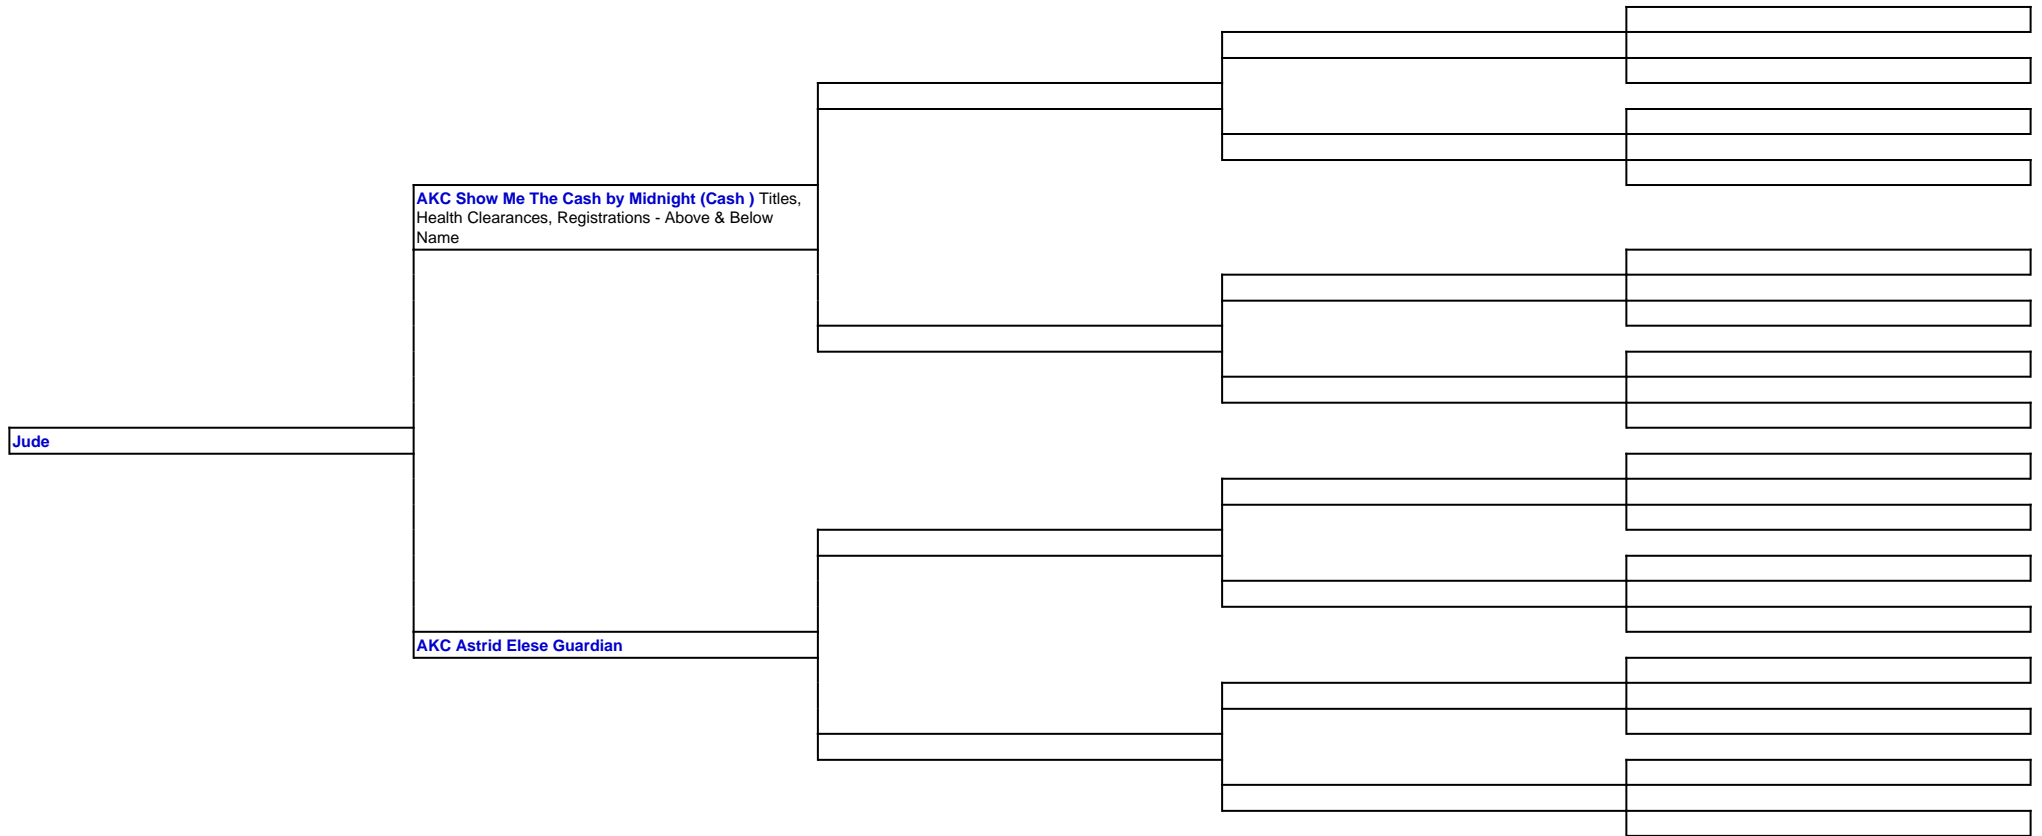 AKC Show Me The Cash by Midnight (Cash ) Titles,
Health Clearances, Registrations - Above & Below
Name
Jude
AKC Astrid Elese Guardian